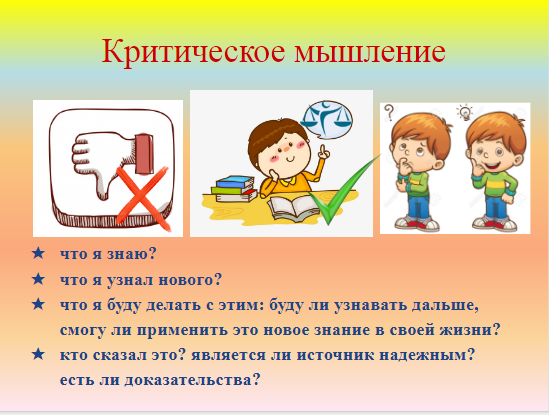 Критическое мышление
?
★ что я знаю?
★ что я узнал нового?
★ что я буду делать с этим: буду ли узнавать дальше,
смогу ли применить это новое знание в своей жизни?
★ кто сказал это? является ли источник надежным?
есть ли доказательства?